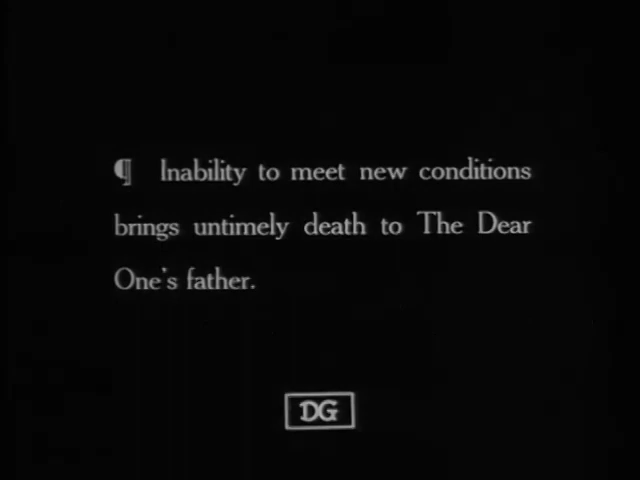 ¶ Inability to meet new conditions
brings untimely death to The Dear
One's father.
DG